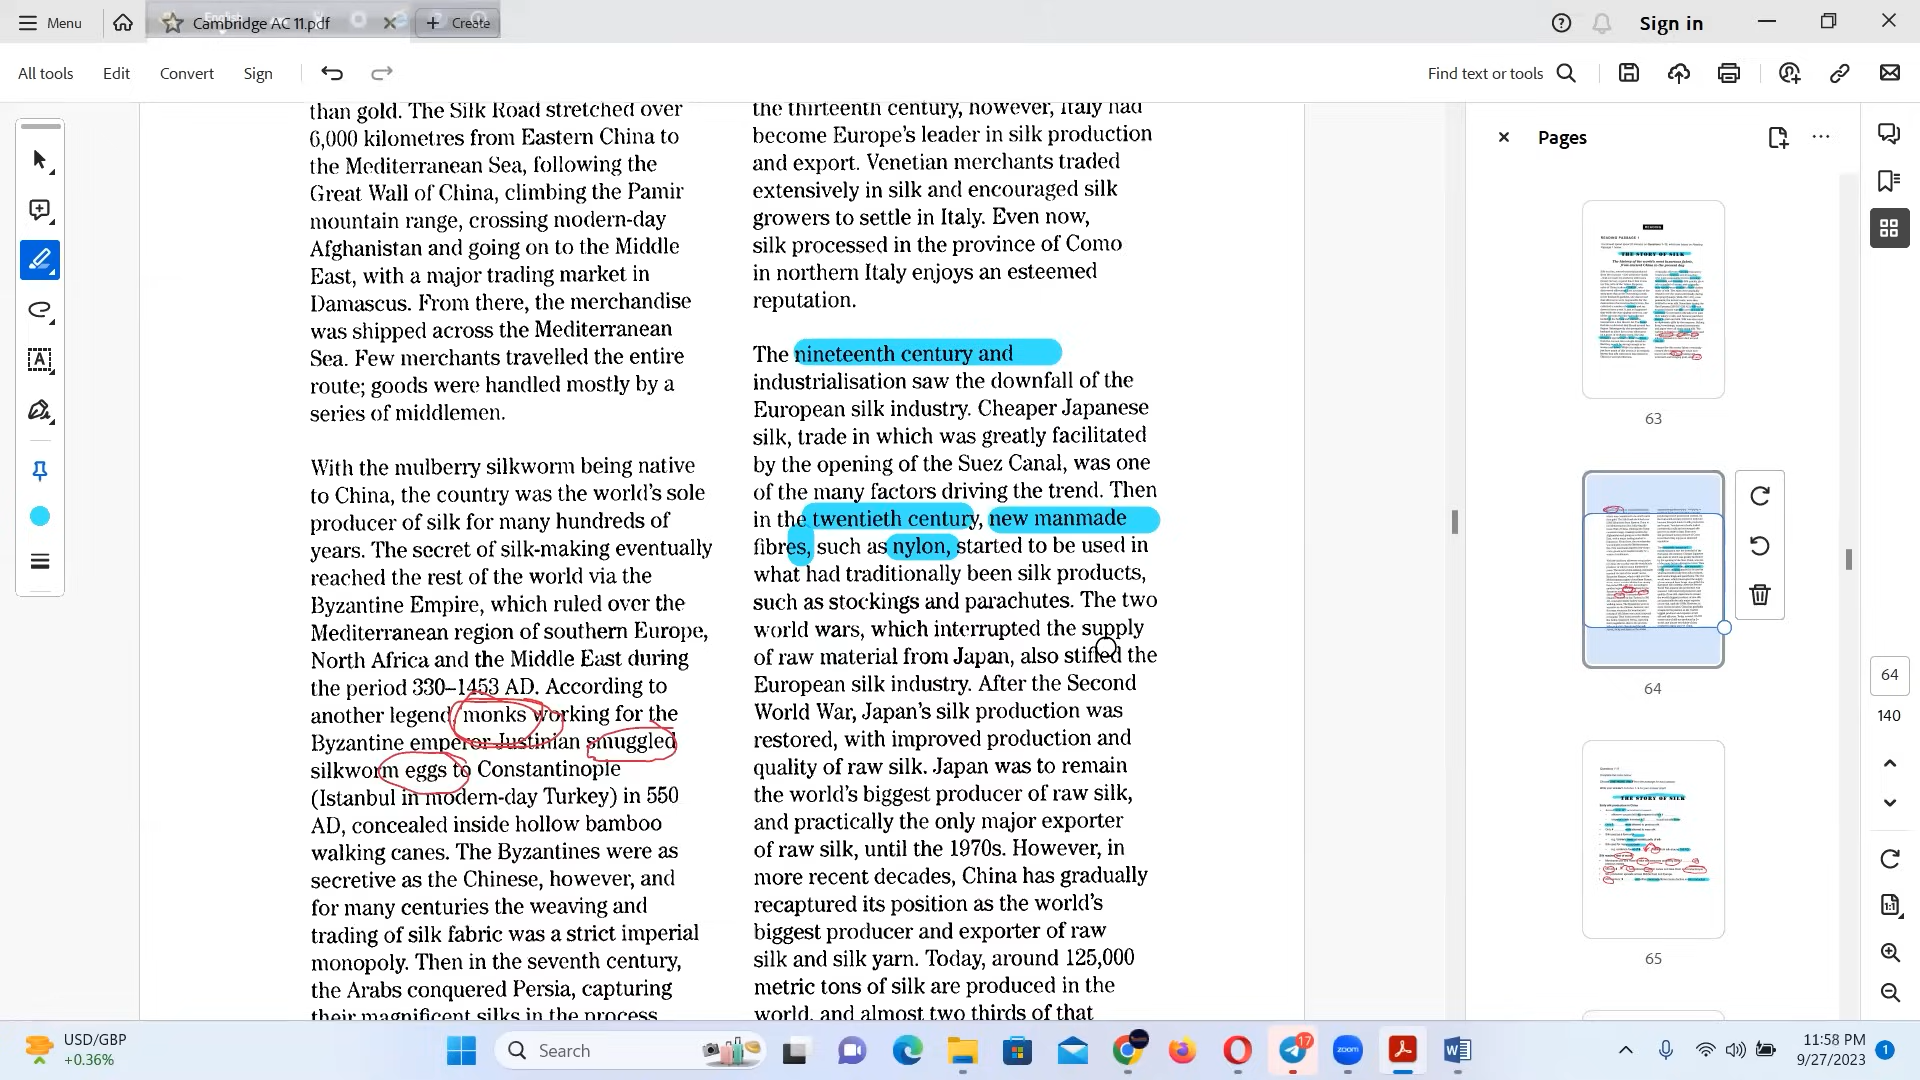 Menu
Cambridge AC 11.pdf
Create
Sign in
All tools
Edit
Convert
Sign
Find text or tools
than gold. The Silk Road stretched over
6,000 kilometres from Eastern China to
the Mediterranean Sea, following the
Great Wall of China, climbing the Pamir
mountain range, crossing modern-day
Afghanistan and going on to the Middle
East, with a major trading market in
Damascus. From there, the merchandise
was shipped across the Mediterranean
Sea. Few merchants travelled the entire
route; goods were handled mostly by a
series of middlemen.
With the mulberry silkworm being native
to China, the country was the world's sole
producer of silk for many hundreds of
years. The secret of silk-making eventually
reached the rest of the world via the
Byzantine Empire, which ruled over the
Mediterranean region of southern Europe,
North Africa and the Middle East during
the period 330–1453 AD. According to
another legend, monks working for the
Byzantine emperor Justinian smuggled
silkworm eggs to Constantinople
(Istanbul in modern-day Turkey) in 550
AD, concealed inside hollow bamboo
walking canes. The Byzantines were as
secretive as the Chinese, however, and
for many centuries the weaving and
trading of silk fabric was a strict imperial
monopoly. Then in the seventh century,
the Arabs conquered Persia, capturing
their magnificent silks in the process.
the thirteenth century, however, Italy had
become Europe's leader in silk production
and export. Venetian merchants traded
extensively in silk and encouraged silk
growers to settle in Italy. Even now,
silk processed in the province of Como
in northern Italy enjoys an esteemed
reputation.
The nineteenth century and
industrialisation saw the downfall of the
European silk industry. Cheaper Japanese
silk, trade in which was greatly facilitated
by the opening of the Suez Canal, was one
of the many factors driving the trend. Then
in the twentieth century, new manmade
fibres, such as nylon, started to be used in
what had traditionally been silk products,
such as stockings and parachutes. The two
world wars, which interrupted the supply
of raw material from Japan, also stifled the
European silk industry. After the Second
World War, Japan's silk production was
restored, with improved production and
quality of raw silk. Japan was to remain
the world's biggest producer of raw silk,
and practically the only major exporter
of raw silk, until the 1970s. However, in
more recent decades, China has gradually
recaptured its position as the world's
biggest producer and exporter of raw
silk and silk yarn. Today, around 125,000
metric tons of silk are produced in the
world, and almost two thirds of that
Pages
THE STORY OF SILK
63
64
THE STORY OF SILK
65
64
140
USD/GBP
+0.36%
Search
17
zoom
11:58 PM
9/27/2023
1